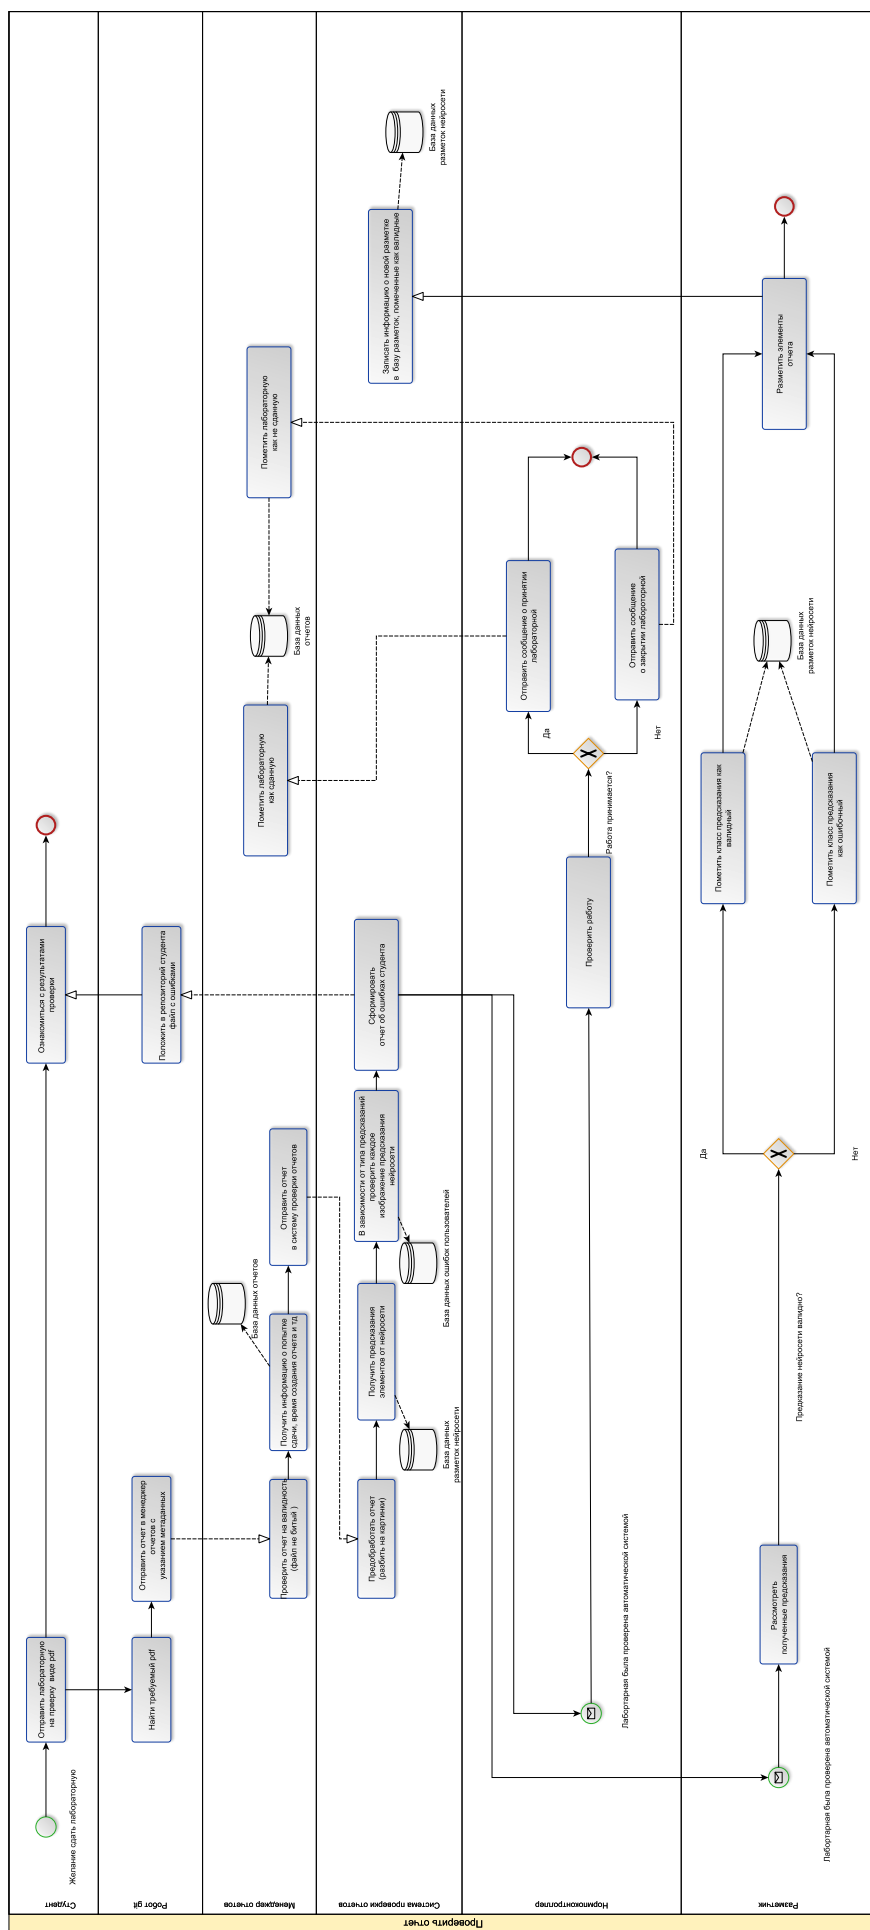 Проверить отчет
Студент
Желание сдать лабораторную
Отправить лабораторную
на прверку  виде pdf
Ознакомиться с результатами
проверки
Робот git
Найти требуемый pdf
Отправить отчет в менеджер
отчетов с
указанием метаданных
Положить в репозиторий студента
файл с ошибками
Менеджер отчетов
Проверить отчет на валидность
(файл не битый )
Получить информацию о попытке
сдачи, время создания отчета и тд
База данных отчетов
Отправить отчет
в систему проверки отчетов
Пометить лабораторную
как сданную
База данных
отчетов
Пометить лабораторную
как не сданную
Система проверки отчетов
Предобработать отчет
(разбить на картинки)
База данных
разметок нейросети
Получить предсказания
элементов от нейросети
База данных ошибок пользователей
В зависимости от типа предсказаний
проверить каждое
изображение предсказания
нейросети
Сформировать
отчет об ошибках студента
Записать информацию о новой разметке
в  базу разметок, помеченные как валидные
База данных
разметок нейросети
Нормоконтроллер
Лабортарная была проверена автоматической системой
Проверить работу
Работа принимается?
Да
Нет
Отправить сообщение о принятии
лабораторной
Отправить сообщение
о закрытии лабороторной
Разметчик
Лабортарная была проверена автоматической системой
Рассмотреть
полученные предсказания
Предказание нейросети валидно?
Да
Нет
Пометить класс предсказания как
валидный
Пометить класс предсказания
как ошибочный
База данных
разметок нейросети
Разметить элементы
отчета